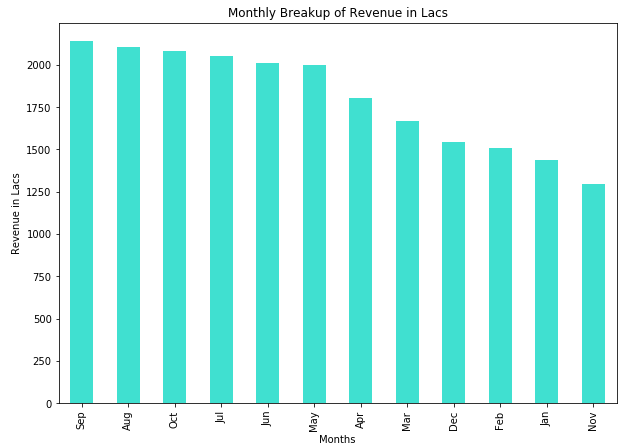 Monthly Breakup of Revenue in Lacs
Revenue in Lacs
2000
1750
1500
1250
1000
750
500
250
0
Sep
Aug
Oct
Jul
Jun
May
Apr
Mar
Dec
Feb
Jan
Nov
Months